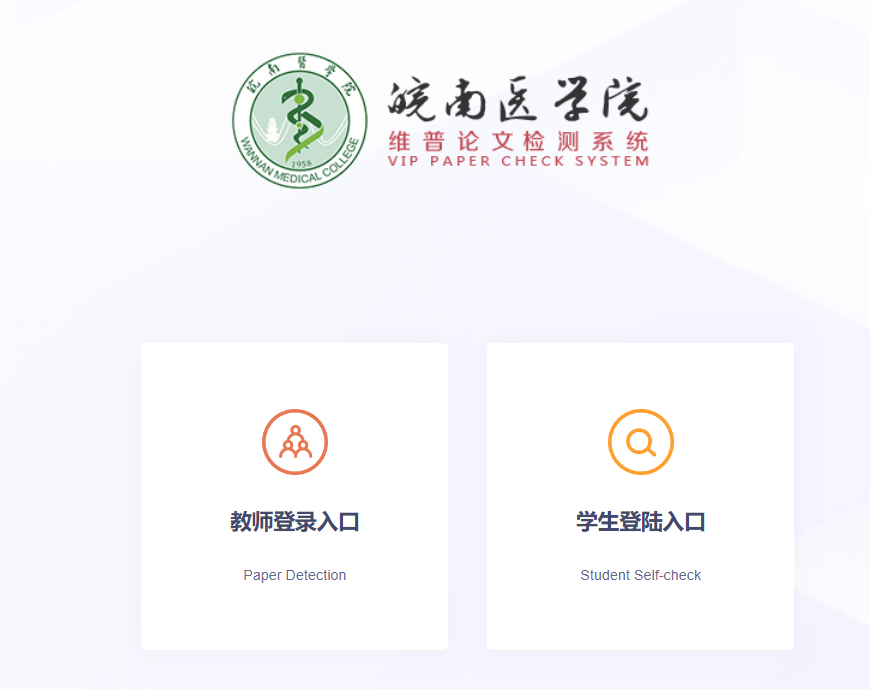 皖南醫學院
WANNAN MEDICAL COLLEGE
1958
皖南医学院
维普论文检测系统
VIP PAPER CHECK SYSTEM
教师登录入口
Paper Detection
学生登陆入口
Student Self-check